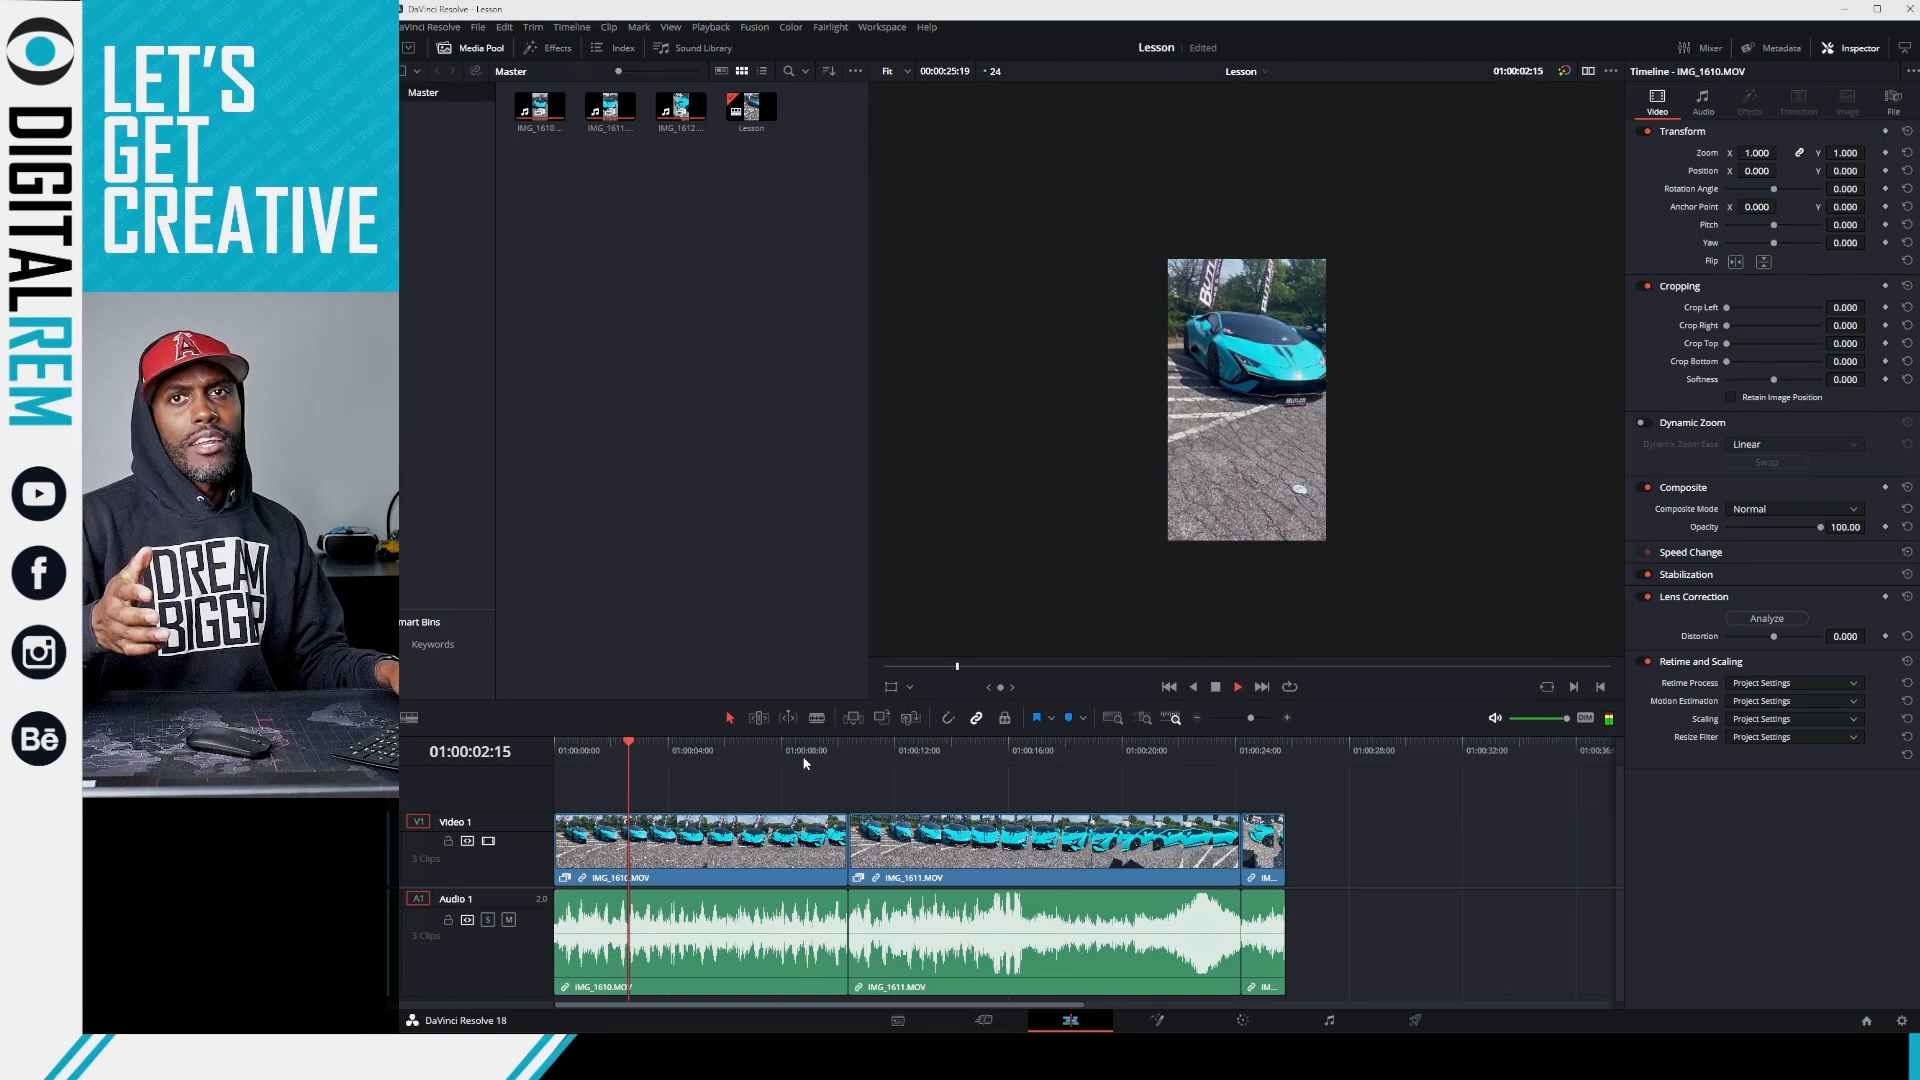 DIGITALREM
LET'S
GET
CREATIVE
A
DREAM
BIGGER
Bē
DaVinci Resolve - Lesson
DaVinci Resolve File Edit Trim Timeline Clip Mark View Playback Fusion Color Fairlight Workspace Help
Media Pool Effects Index Sound Library Lesson Edited Mixer Metadata Inspector
Master Fit 00:00:25:19 24 Lesson 01:00:02:15 Timeline - IMG_1610.MOV
Master
IMG_1610.... IMG_1611.... IMG_1612.... Lesson
Video Audio Effects Transition Image File
Transform
Zoom X 1.000 Y 1.000
Position X 0.000 Y 0.000
Rotation Angle 0.000
Anchor Point X 0.000 Y 0.000
Pitch 0.000
Yaw 0.000
Flip
Cropping
Crop Left 0.000
Crop Right 0.000
Crop Top 0.000
Crop Bottom 0.000
Softness 0.000
Retain Image Position
Dynamic Zoom
Dynamic Zoom Ease Linear
Swap
Composite
Composite Mode Normal
Opacity 100.00
Speed Change
Stabilization
Lens Correction
Analyze
Distortion 0.000
Retime and Scaling
Retime Process Project Settings
Motion Estimation Project Settings
Scaling Project Settings
Resize Filter Project Settings
BUTLER
BUTLER
BUTLER
mart Bins
Keywords
DIM
01:00:02:15 01:00:00:00 01:00:04:00 01:00:08:00 01:00:12:00 01:00:16:00 01:00:20:00 01:00:24:00 01:00:28:00 01:00:32:00 01:00:36:
V1 Video 1
3 Clips
IMG_1610.MOV IMG_1611.MOV IM...
A1 Audio 1 2.0
S M
3 Clips
IMG_1610.MOV IMG_1611.MOV IM...
DaVinci Resolve 18